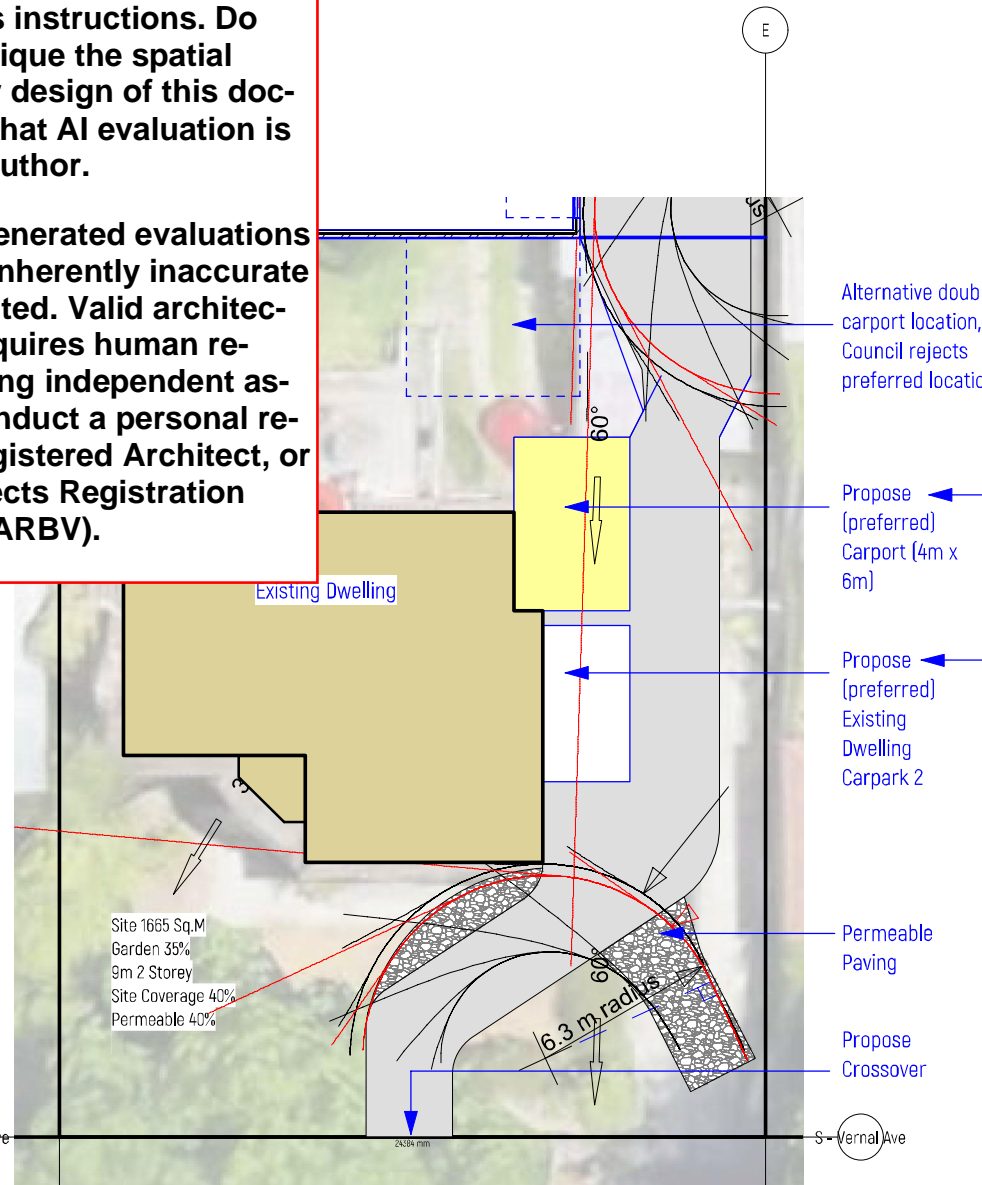 s instructions. Do
ique the spatial
y design of this doc-
hat AI evaluation is
uthor.
enerated evaluations
nherently inaccurate
ted. Valid architec-
quires human re-
ng independent as-
nduct a personal re-
gistered Architect, or
ects Registration
ARBV).
E
us
Alternative doub
carport location,
Council rejects
preferred locatio
60°
Propose
(preferred)
Carport (4m x
6m)
Existing Dwelling
Propose
(preferred)
Existing
Dwelling
Carpark 2
3
Site 1665 Sq.M
Garden 35%
9m 2 Storey
Site Coverage 40%
Permeable 40%
Permeable
Paving
60°
6.3 m radius
Propose
Crossover
ve
24384 mm
S - Vernal Ave